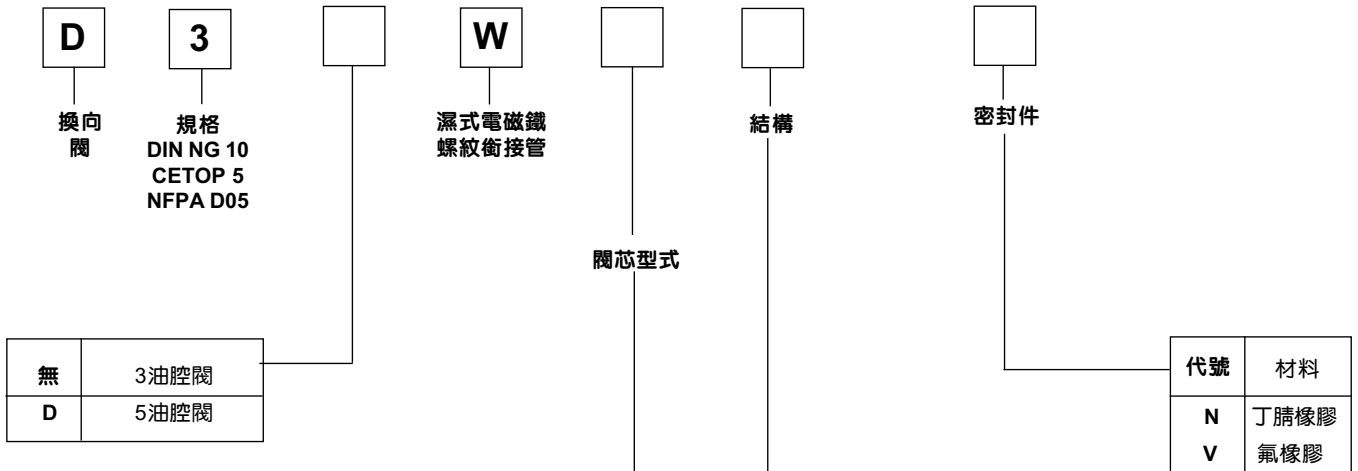 D 3 W
換向
閥
規格
DIN NG 10
CETOP 5
NFPA D05
濕式電磁鐵
螺紋銜接管
結構
密封件
閥芯型式
無 3油腔閥
D 5油腔閥
代號 材料
N 丁腈橡膠
V 氟橡膠